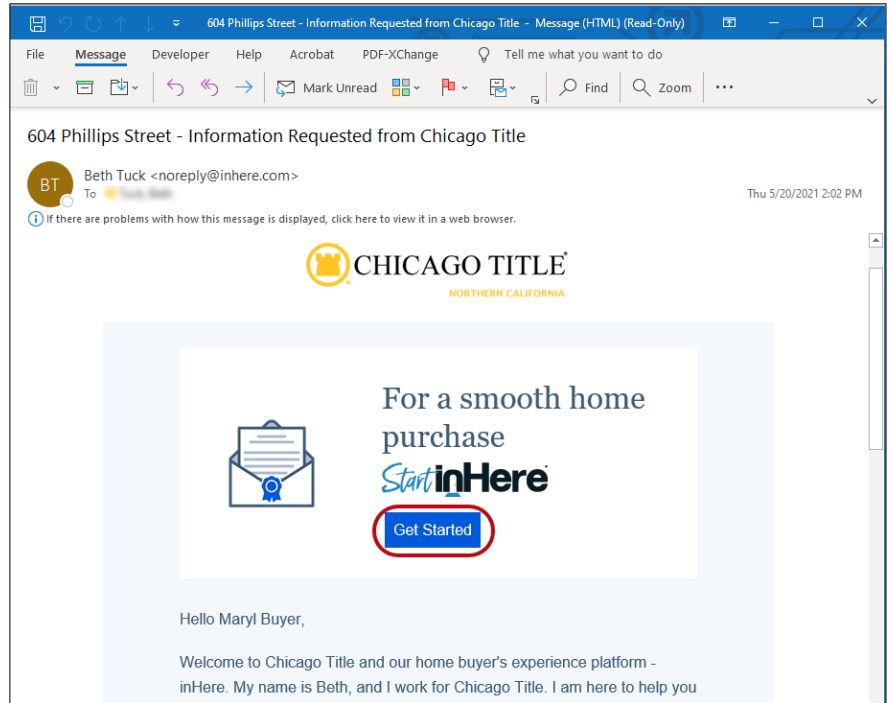 604 Phillips Street - Information Requested from Chicago Title - Message (HTML) (Read-Only)
File Message Developer Help Acrobat PDF-XChange Tell me what you want to do
Mark Unread Find Zoom
604 Phillips Street - Information Requested from Chicago Title
BT
Beth Tuck <noreply@inhere.com>
To
Thu 5/20/2021 2:02 PM
If there are problems with how this message is displayed, click here to view it in a web browser.
CHICAGO TITLE®
NORTHERN CALIFORNIA
For a smooth home
purchase
Start inHere
Get Started
Hello Maryl Buyer,
Welcome to Chicago Title and our home buyer's experience platform -
inHere. My name is Beth, and I work for Chicago Title. I am here to help you